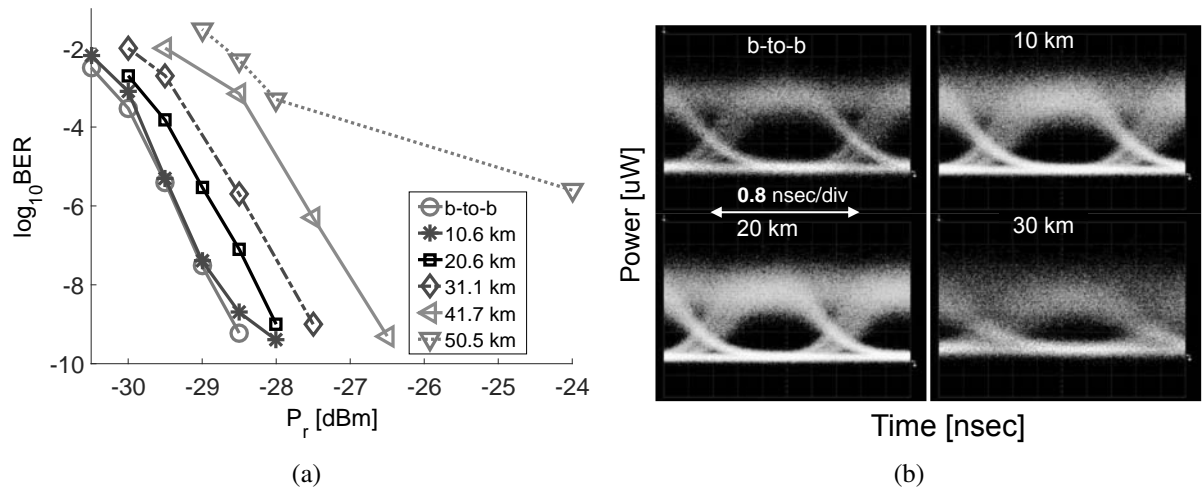 -2
-4
-6
-8
-10
log₁₀BER
b-to-b
10.6 km
20.6 km
31.1 km
41.7 km
50.5 km
-30
-29
-28
-27
-26
-25
-24
Pᵣ [dBm]
(a)
Power [uW]
b-to-b
10 km
0.8 nsec/div
20 km
30 km
Time [nsec]
(b)